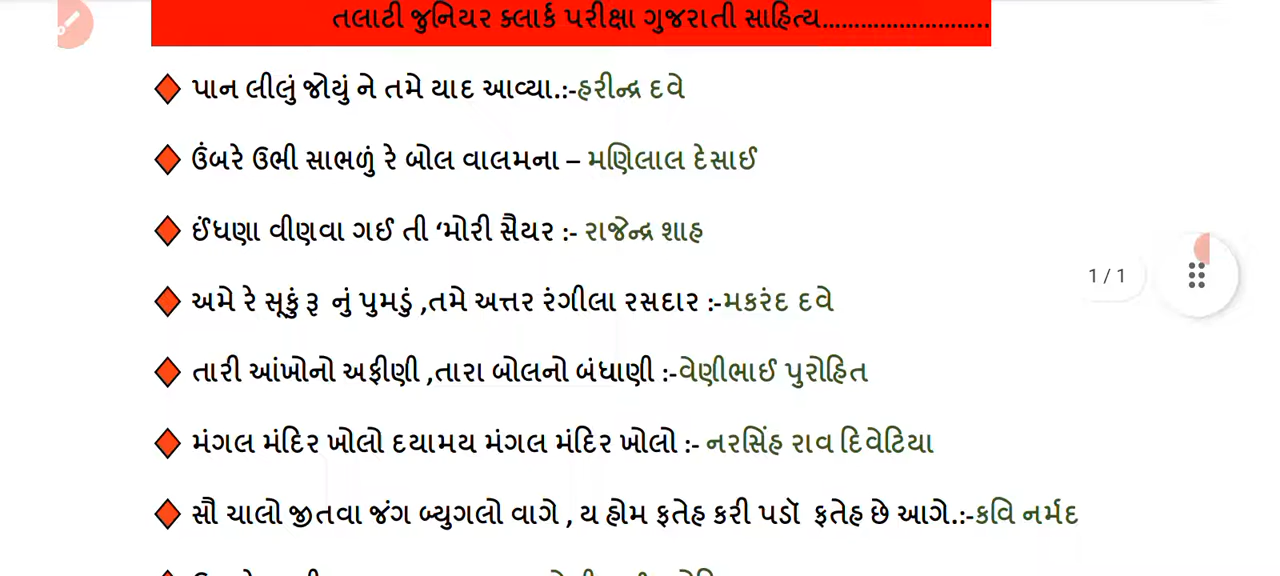 તલાટી જુનિયર ક્લાર્ક પરીક્ષા ગુજરાતી સાહિત્ય..........................
પાન લીલું જોયું ને તમે યાદ આવ્યા.:-હરીન્દ્ર દવે
ઉંબરે ઉભી સાભળું રે બોલ વાલમના – મણિલાલ દેસાઈ
ઈંધણા વીણવા ગઈ તી ‘મોરી સૈયર :- રાજેન્દ્ર શાહ
1 / 1
અમે રે સૂકું રૂ નું પુમડું ,તમે અત્તર રંગીલા રસદાર :-મકરંદ દવે
તારી આંખોનો અફીણી ,તારા બોલનો બંધાણી :-વેણીભાઈ પુરોહિત
મંગલ મંદિર ખોલો દયામય મંગલ મંદિર ખોલો :- નરસિંહ રાવ દિવેટિયા
સૌ ચાલો જીતવા જંગ બ્યુગલો વાગે , ય હોમ ફતેહ કરી પડૉ ફતેહ છે આગે.:-કવિ નર્મદ